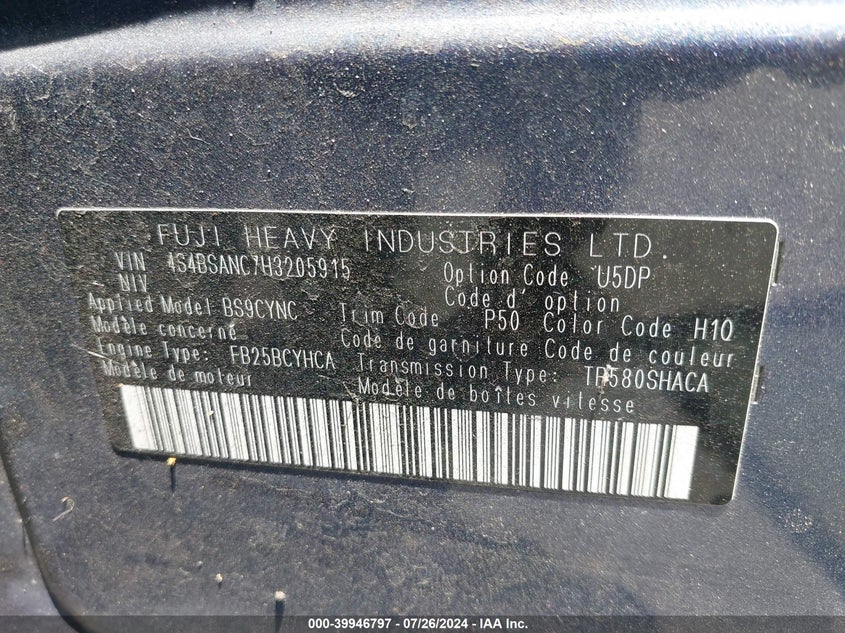 FUJI HEAVY INDUSTRIES LTD.
VIN 4S4BSANC7H3205915 Option Code U5DP
NIV Code d' option
Applied Model BS9CYNC Trim Code P50 Color Code H10
Modèle concerné Code de garniture Code de couleur
Engine Type: FB25BCYHCA Transmission Type: TR580SHACA
Modèle de moteur Modèle de boîtes vitesse
000-39946797 - 07/26/2024 - IAA Inc.